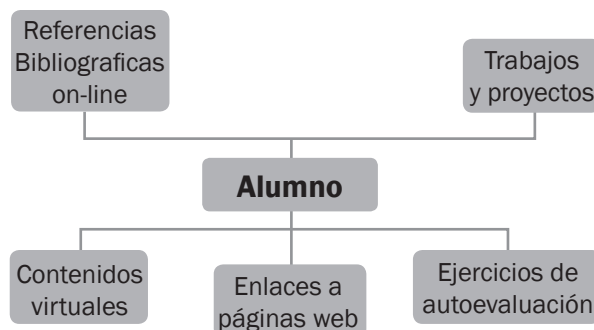 Referencias
Bibliograficas
on-line
Trabajos
y proyectos
Alumno
Contenidos
virtuales
Enlaces a
páginas web
Ejercicios de
autoevaluación